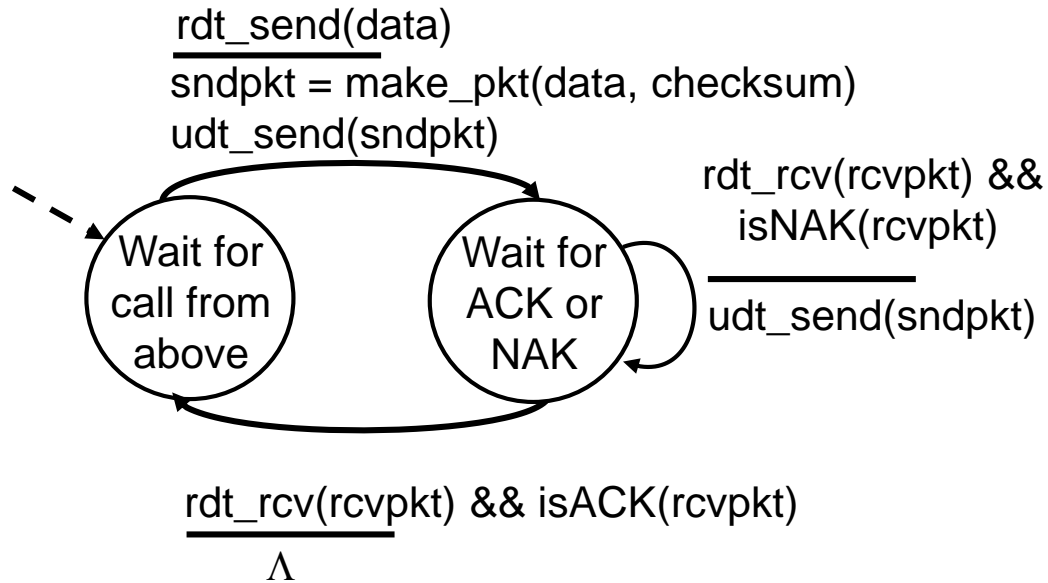 rdt_send(data)
sndpkt = make_pkt(data, checksum)
udt_send(sndpkt)
rdt_rcv(rcvpkt) &&
isNAK(rcvpkt)
udt_send(sndpkt)
Wait for
call from
above
Wait for
ACK or
NAK
rdt_rcv(rcvpkt) && isACK(rcvpkt)
Λ